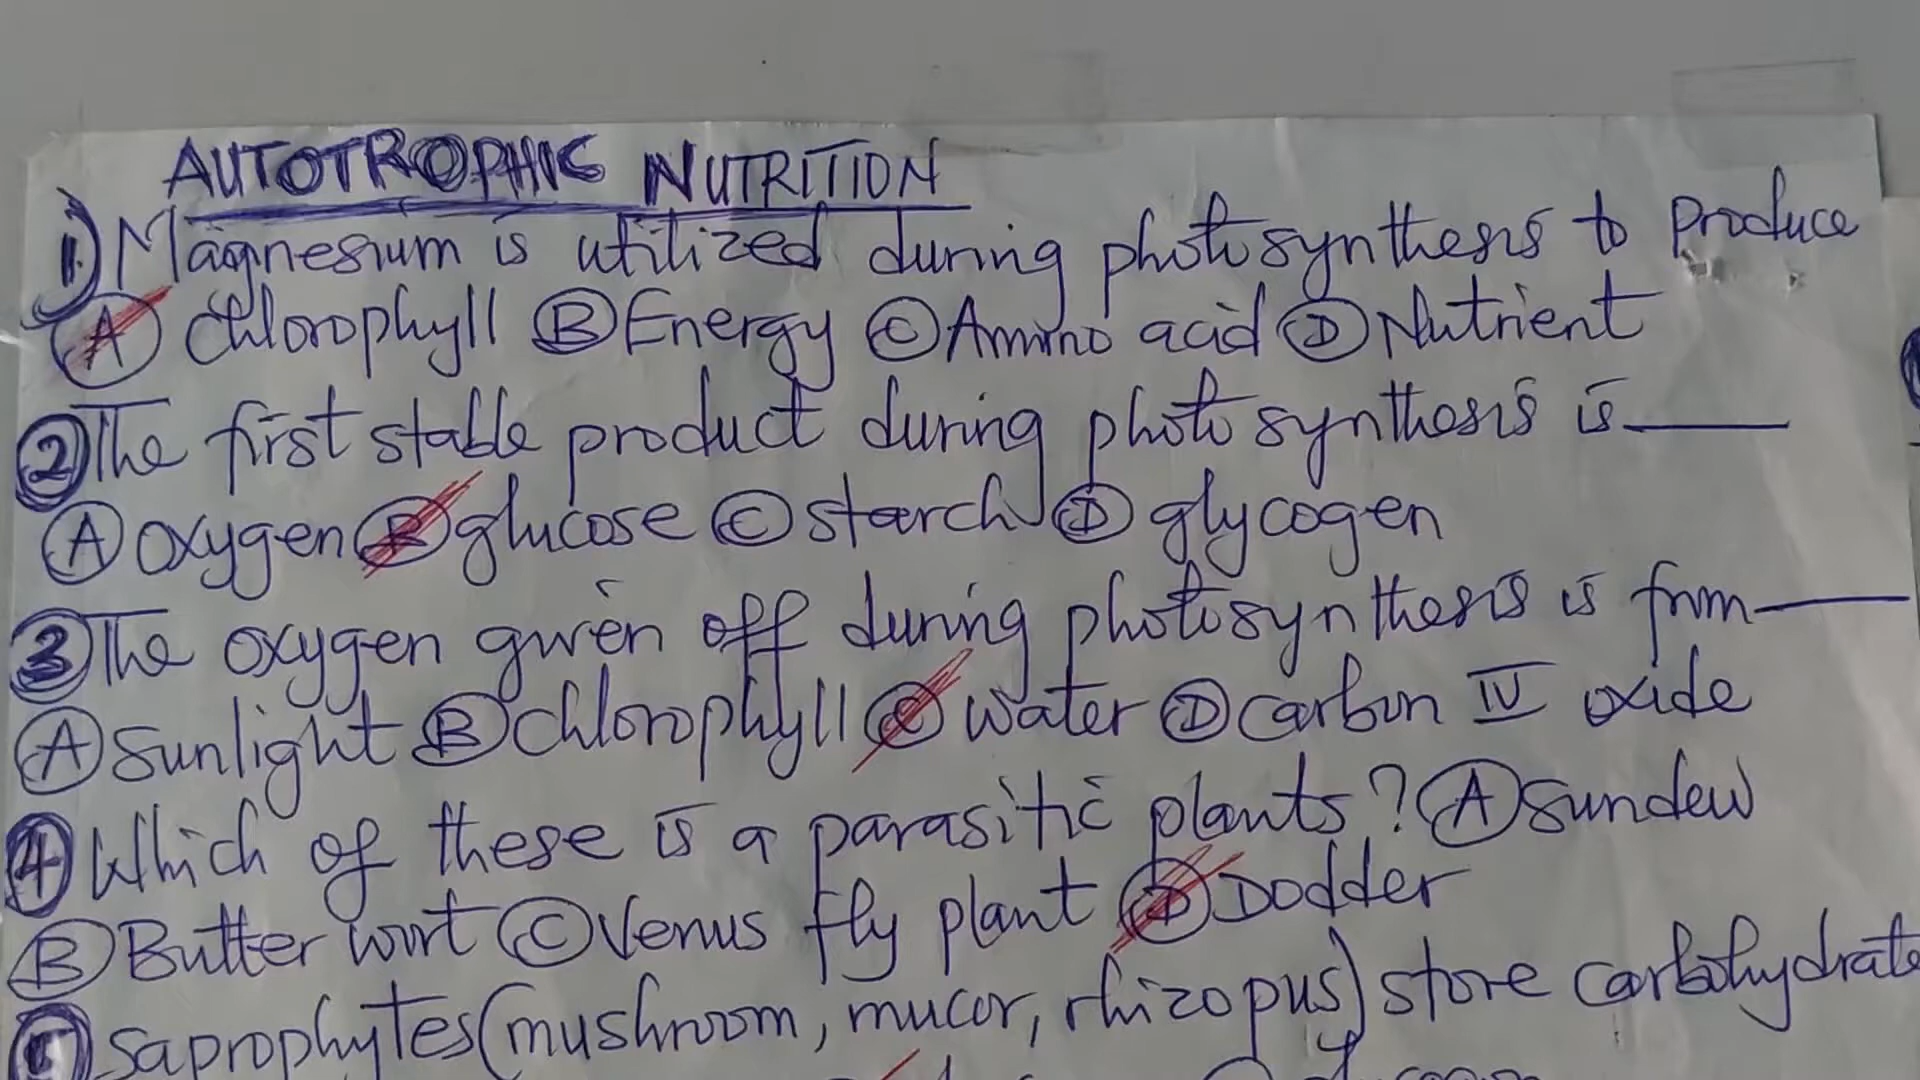 AUTOTROPHIC NUTRITION
1.) Magnesium is utilized during photosynthesis to produce
(A) chlorophyll (B) Energy (C) Amino acid (D) Nutrient
(2) The first stable product during photosynthesis is ____
(A) oxygen (B) glucose (C) starch (D) glycogen
(3) The oxygen given off during photosynthesis is from ____
(A) Sunlight (B) chlorophyll (C) water (D) carbon IV oxide
(4) Which of these is a parasitic plants? (A) Sundew
(B) Butter wort (C) Venus fly plant (D) Dodder
(5) Saprophytes (mushroom, mucor, rhizopus) store carbohydrate